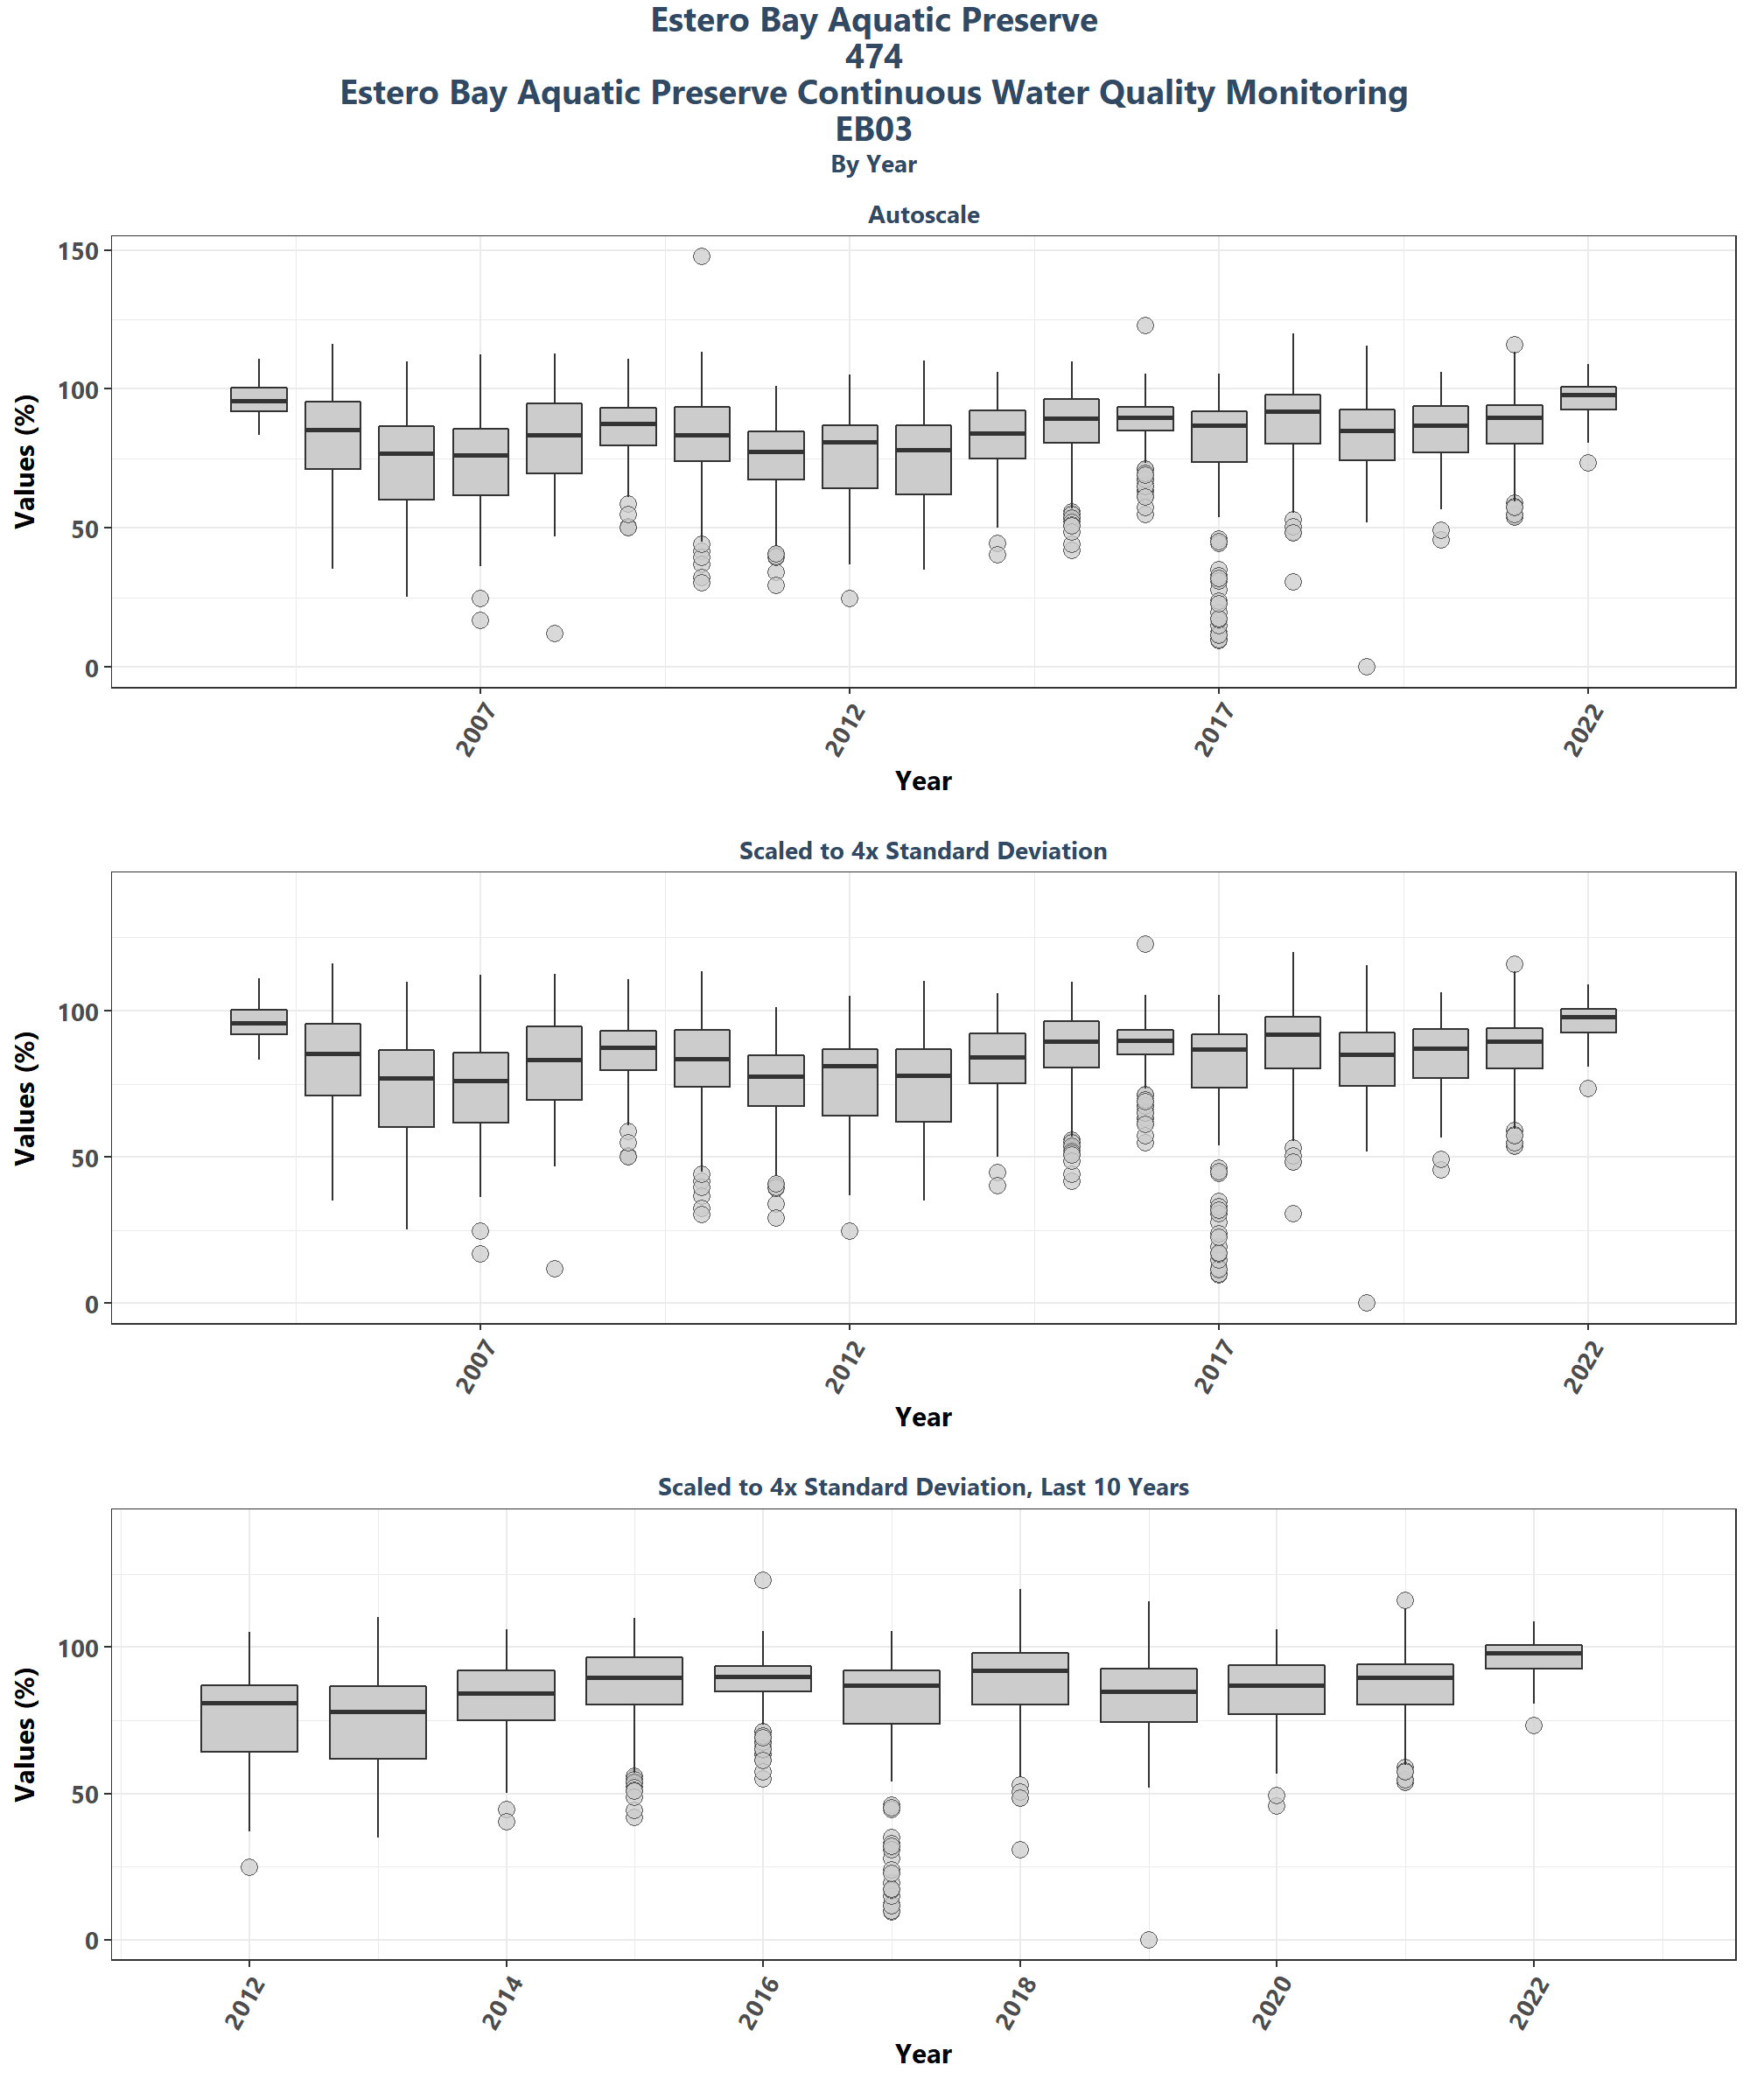 Estero Bay Aquatic Preserve
474
Estero Bay Aquatic Preserve Continuous Water Quality Monitoring
EB03
By Year
Autoscale
150
100
50
0
Values (%)
2007
2012
2017
2022
Year
Scaled to 4x Standard Deviation
100
50
0
Values (%)
2007
2012
2017
2022
Year
Scaled to 4x Standard Deviation, Last 10 Years
100
50
0
Values (%)
2012
2014
2016
2018
2020
2022
Year